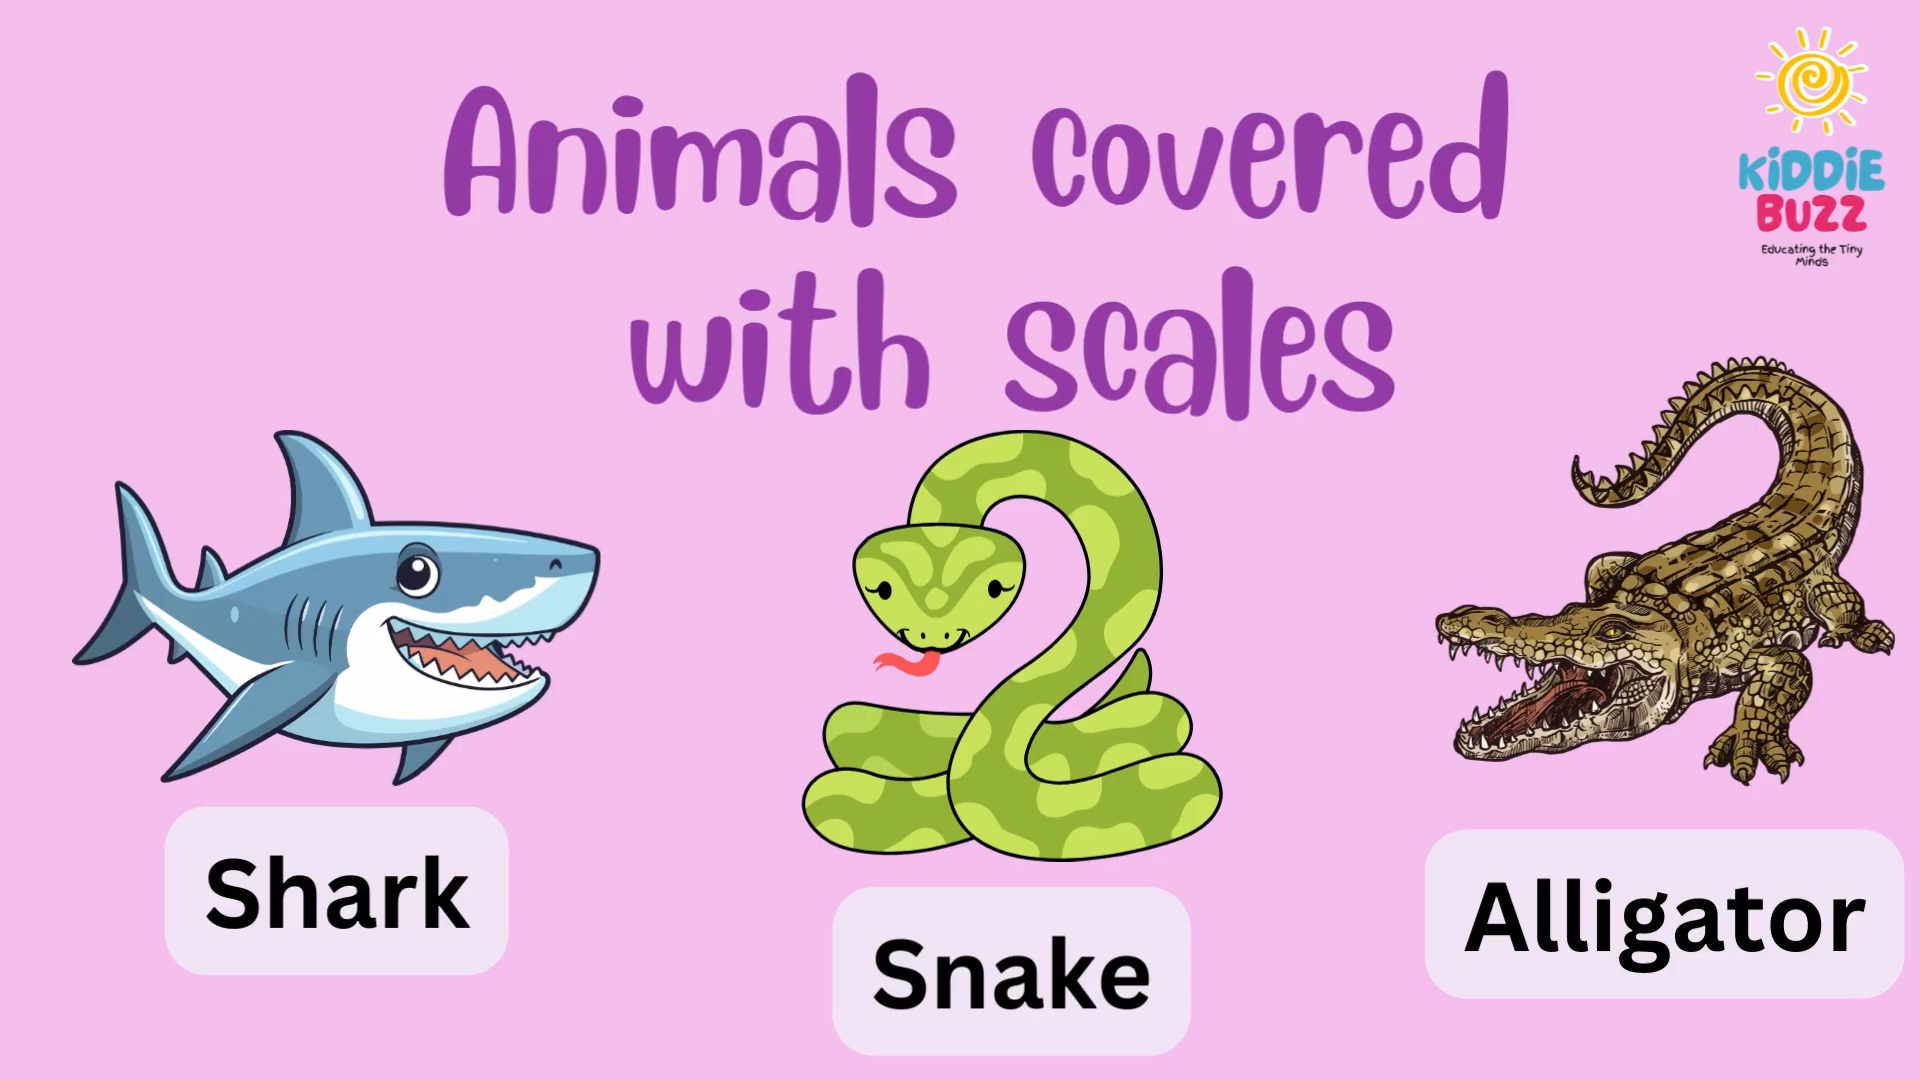 Animals covered
with scales
KiDDiE
BUZZ
Educating the Tiny
Minds
Shark
Snake
Alligator